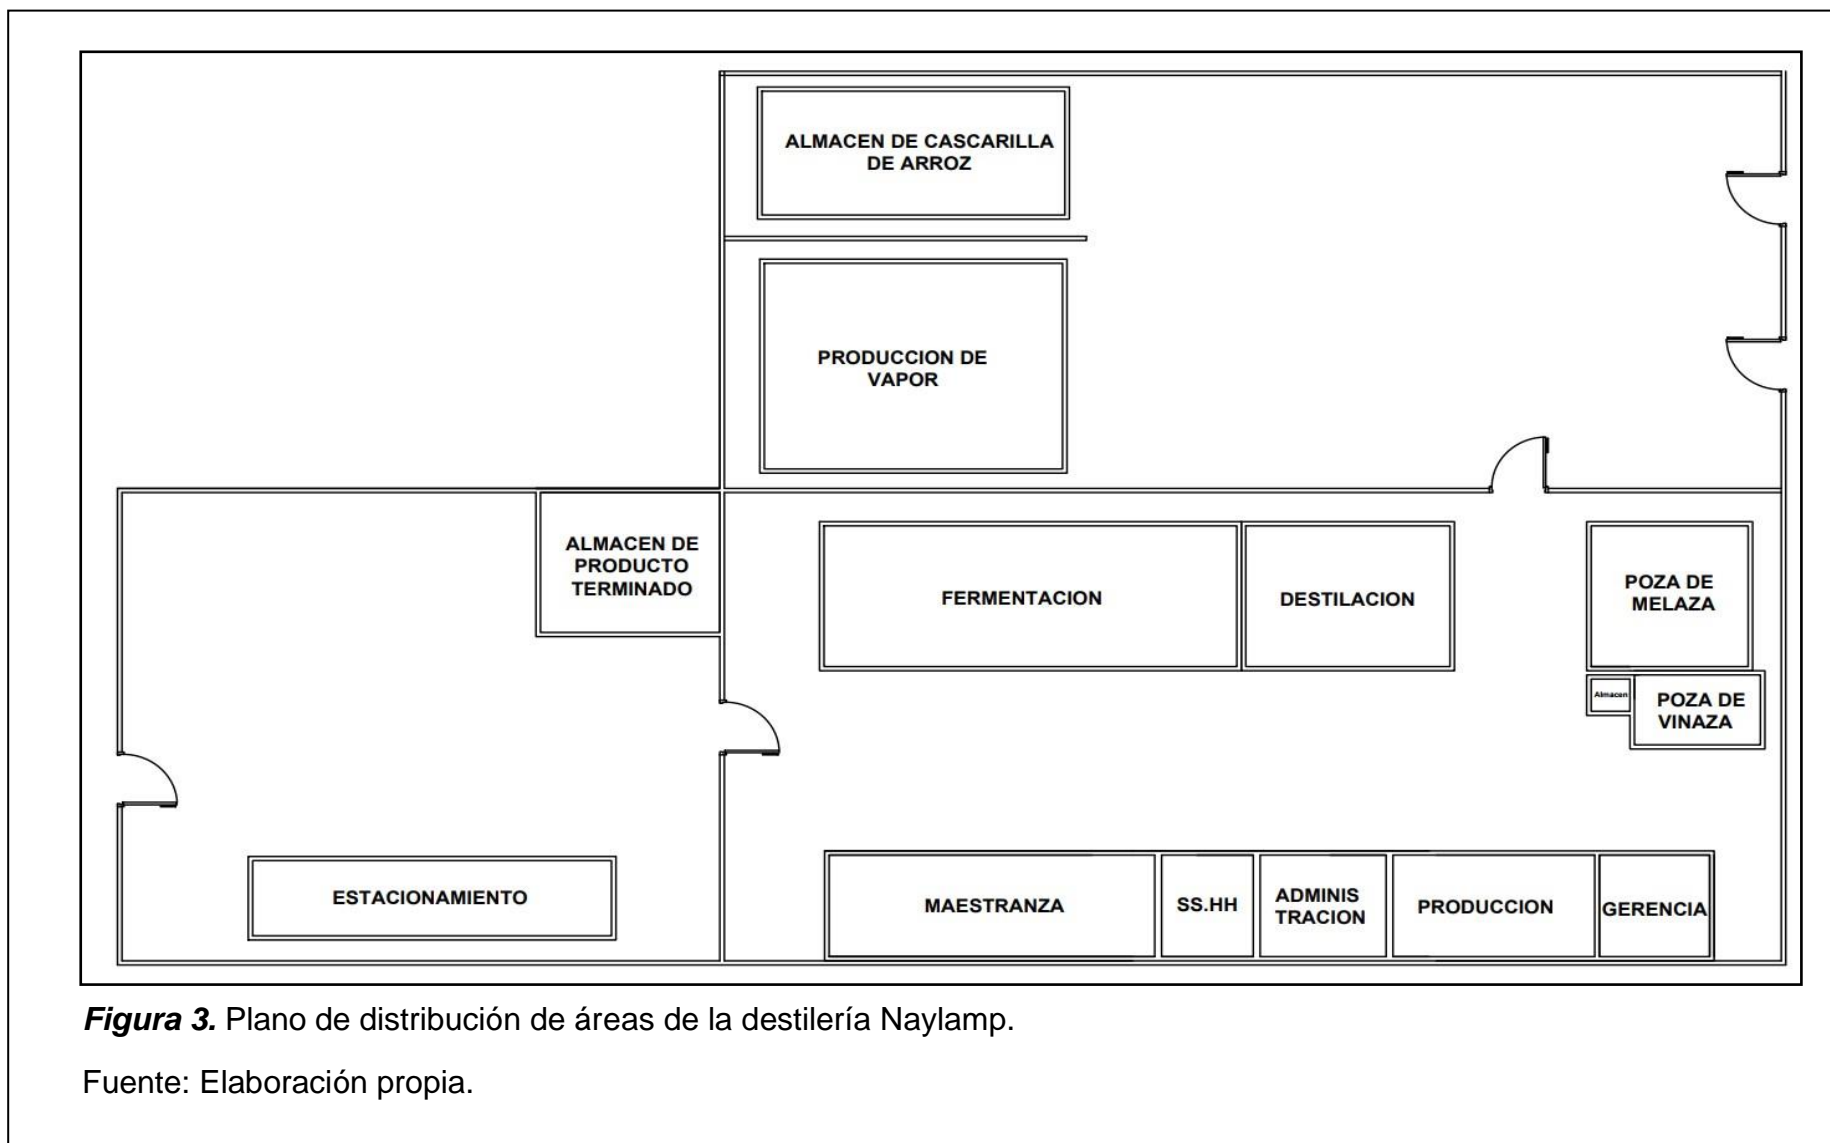 ALMACEN DE CASCARILLA
DE ARROZ
PRODUCCION DE
VAPOR
ALMACEN DE
PRODUCTO
TERMINADO
FERMENTACION
DESTILACION
POZA DE
MELAZA
Almacen
POZA DE
VINAZA
ESTACIONAMIENTO
MAESTRANZA
SS.HH
ADMINIS
TRACION
PRODUCCION
GERENCIA
Figura 3. Plano de distribución de áreas de la destilería Naylamp.
Fuente: Elaboración propia.